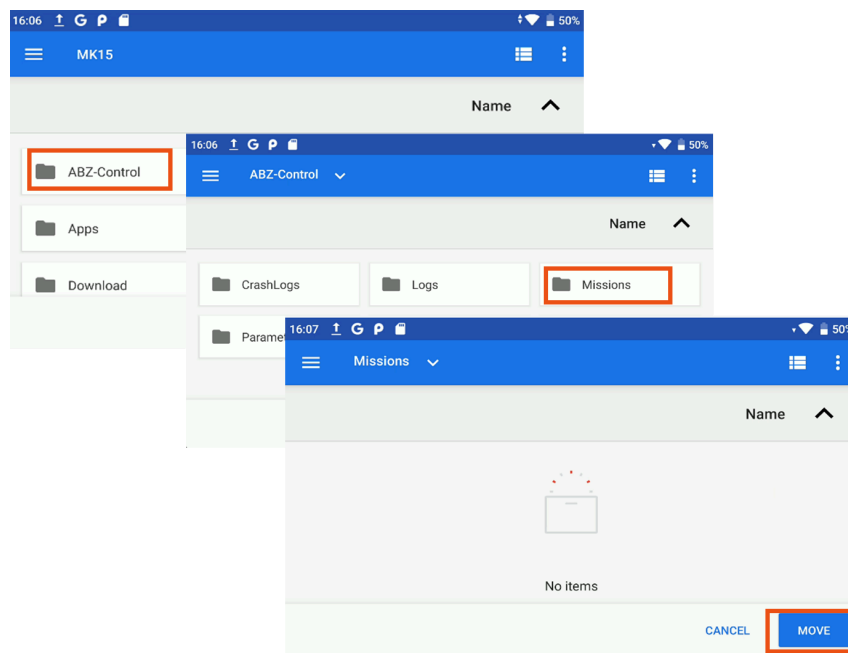 16:06 G P 50%
MK15
Name
ABZ-Control
Apps
Download
16:06 G P 50%
ABZ-Control
Name
CrashLogs Logs Missions
Parame
16:07 G P 50%
Missions
Name
No items
CANCEL MOVE